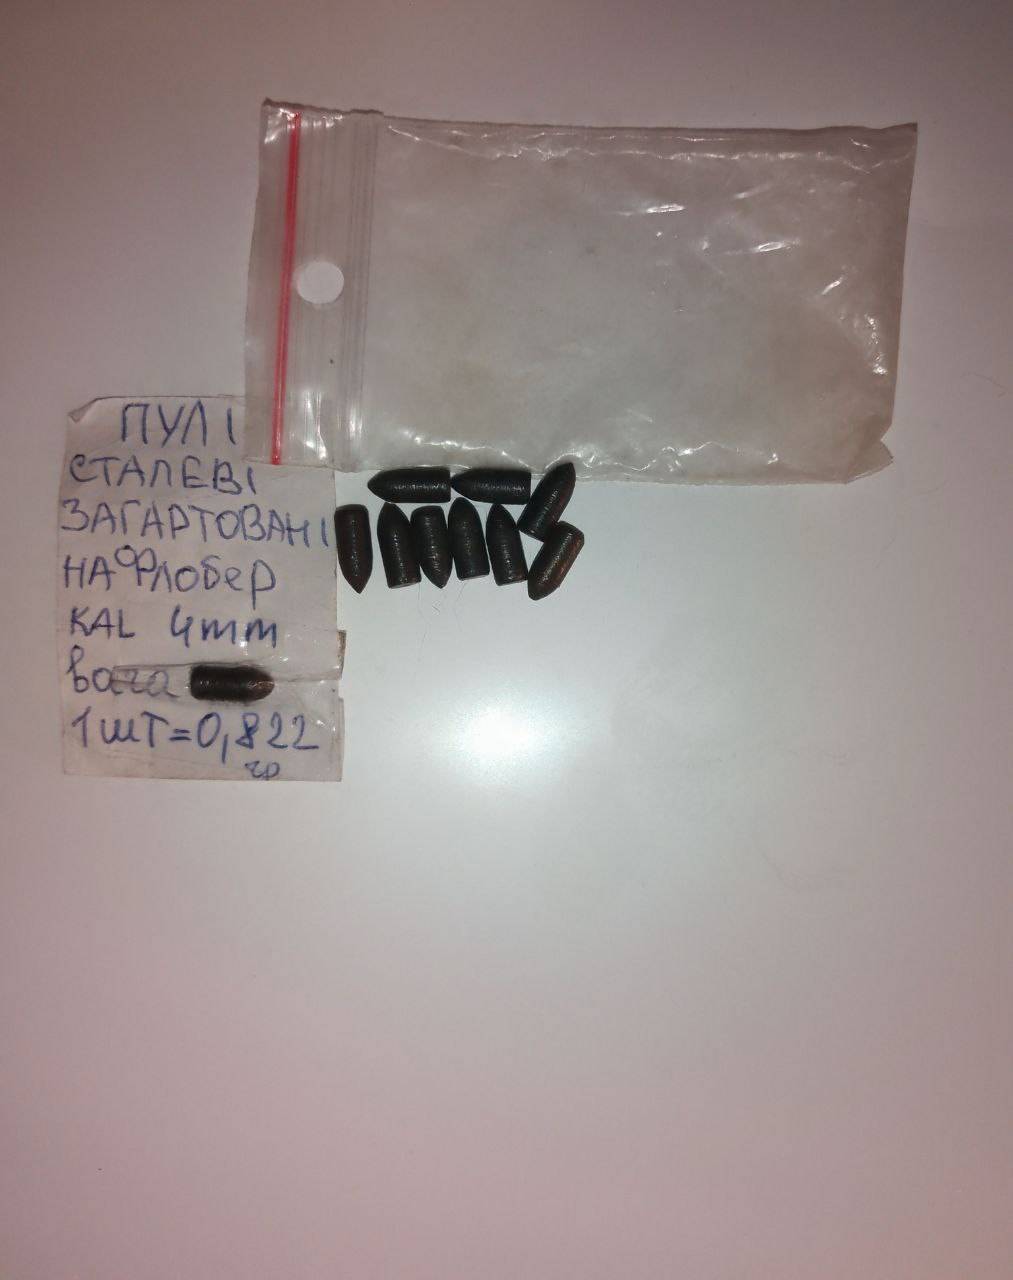 ПУЛІ
СТАЛЕВІ
ЗАГАРТОВАНІ
НА Флобер
KAL 4mm
вага
1шт=0,822
гр